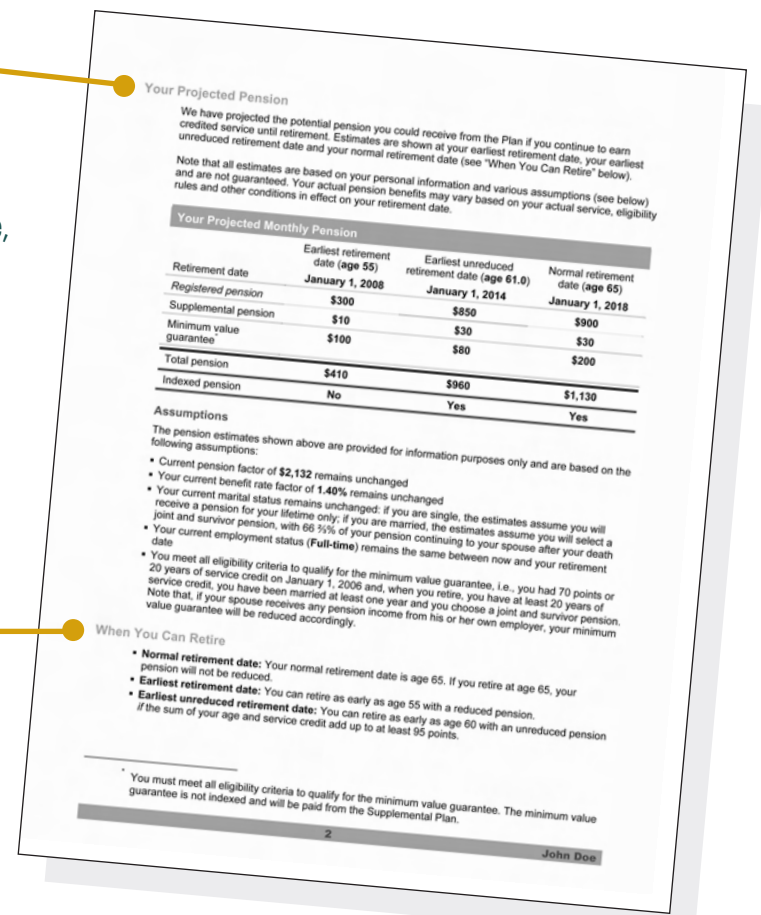 e,
Your Projected Pension
We have projected the potential pension you could receive from the Plan if you continue to earn
credited service until retirement. Estimates are shown at your earliest retirement date, your earliest
unreduced retirement date and your normal retirement date (see "When You Can Retire" below).
Note that all estimates are based on your personal information and various assumptions (see below)
and are not guaranteed. Your actual pension benefits may vary based on your actual service, eligibility
rules and other conditions in effect on your retirement date.
Your Projected Monthly Pension
Earliest retirement Earliest unreduced Normal retirement
date (age 55) retirement date (age 61.0) date (age 65)
Retirement date January 1, 2008 January 1, 2014 January 1, 2018
Registered pension $300 $850 $900
Supplemental pension $10 $30 $30
Minimum value
guarantee* $100 $80 $200
Total pension $410 $960 $1,130
Indexed pension No Yes Yes
Assumptions
The pension estimates shown above are provided for information purposes only and are based on the
following assumptions:
▪ Current pension factor of $2,132 remains unchanged
▪ Your current benefit rate factor of 1.40% remains unchanged
▪ Your current marital status remains unchanged: if you are single, the estimates assume you will
receive a pension for your lifetime only; if you are married, the estimates assume you will select a
joint and survivor pension, with 66 ⅔% of your pension continuing to your spouse after your death
▪ Your current employment status (Full-time) remains the same between now and your retirement
date
▪ You meet all eligibility criteria to qualify for the minimum value guarantee, i.e., you had 70 points or
20 years of service credit on January 1, 2006 and, when you retire, you have at least 20 years of
service credit, you have been married at least one year and you choose a joint and survivor pension.
Note that, if your spouse receives any pension income from his or her own employer, your minimum
value guarantee will be reduced accordingly.
When You Can Retire
▪ Normal retirement date: Your normal retirement date is age 65. If you retire at age 65, your
pension will not be reduced.
▪ Earliest retirement date: You can retire as early as age 55 with a reduced pension.
▪ Earliest unreduced retirement date: You can retire as early as age 60 with an unreduced pension
if the sum of your age and service credit add up to at least 95 points.
* You must meet all eligibility criteria to qualify for the minimum value guarantee. The minimum value
guarantee is not indexed and will be paid from the Supplemental Plan.
2
John Doe